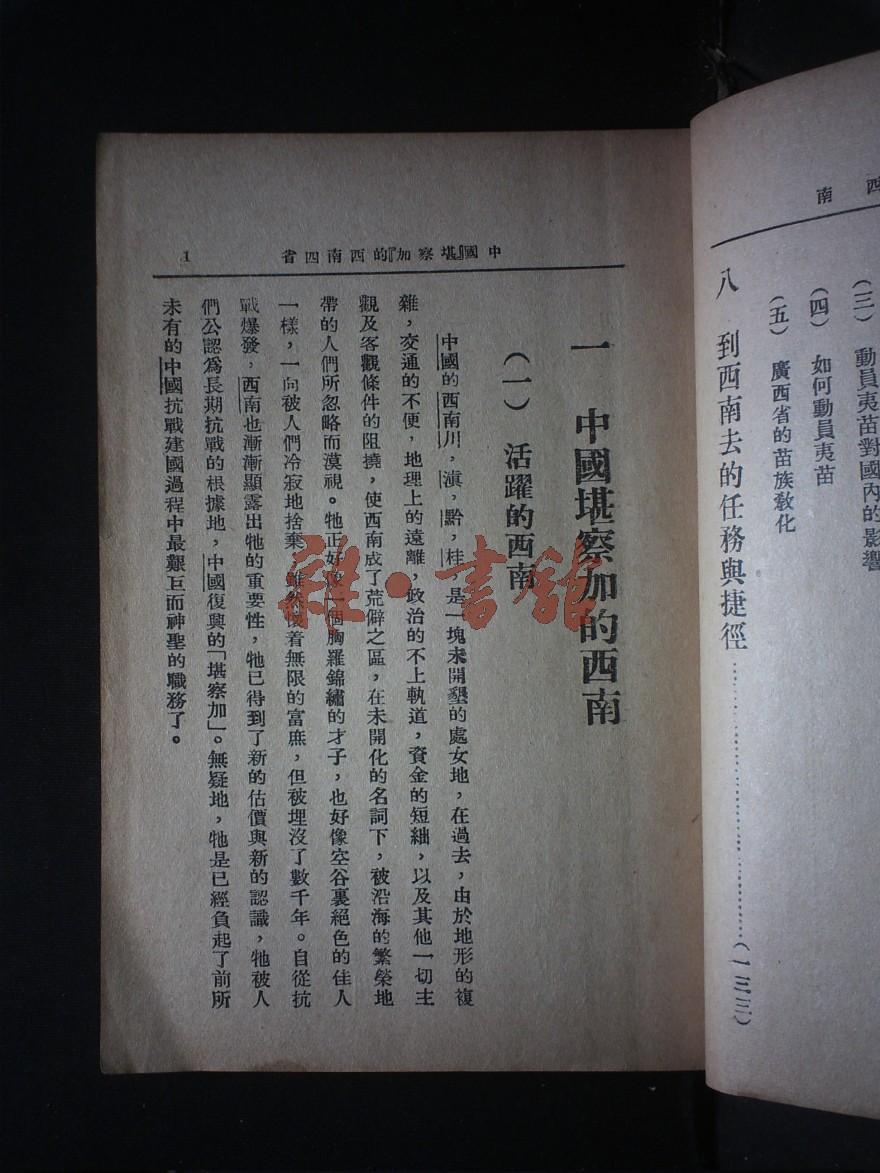 西南
(三) 動員夷苗對國內的影響
(四) 如何動員夷苗
(五) 廣西省的苗族教化
八 到西南去的任務與捷徑……………………(一三三)
中國『堪察加』的西南四省
1
一 中國堪察加的西南
(一) 活躍的西南
中國的西南川，滇，黔，桂，是一塊未開墾的處女地，在過去，由於地形的複
雜，交通的不便，地理上的遠離，政治的不上軌道，資金的短絀，以及其他一切主
觀及客觀條件的阻撓，使西南成了荒僻之區，在未開化的名詞下，被沿海的繁榮地
帶的人們所忽略而漠視。牠正好像一個胸羅錦繡的才子，也好像空谷裏絕色的佳人
一樣，一向被人們冷寂地捨棄，雖然懷着無限的富庶，但被埋沒了數千年。自從抗
戰爆發，西南也漸漸顯露出牠的重要性，牠已得到了新的估價與新的認識，牠被人
們公認為長期抗戰的根據地，中國復興的「堪察加」。無疑地，牠是已經負起了前所
未有的中國抗戰建國過程中最艱巨而神聖的職務了。
雜·書館